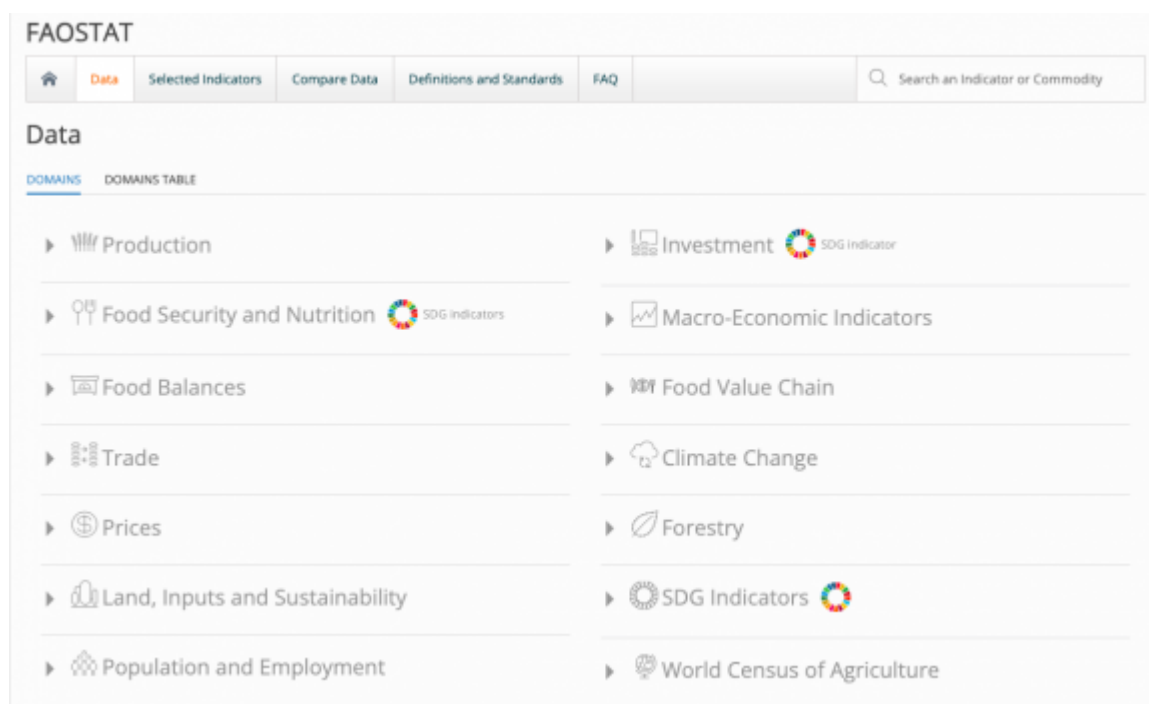 FAOSTAT
Data
Selected Indicators
Compare Data
Definitions and Standards
FAQ
Search an Indicator or Commodity
Data
DOMAINS
DOMAINS TABLE
Production
Food Security and Nutrition SDG indicators
Food Balances
Trade
Prices
Land, Inputs and Sustainability
Population and Employment
Investment SDG indicator
Macro-Economic Indicators
Food Value Chain
Climate Change
Forestry
SDG Indicators
World Census of Agriculture